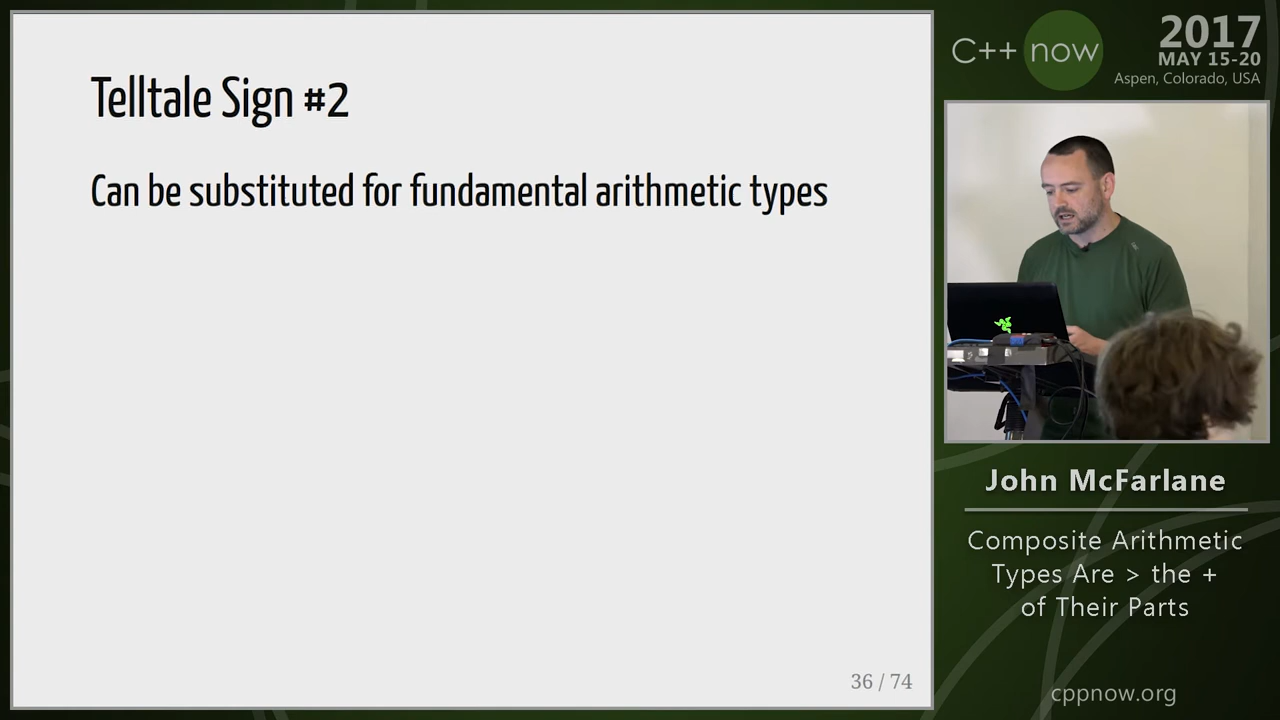 Telltale Sign #2
Can be substituted for fundamental arithmetic types
36 / 74
C++ now
2017
MAY 15-20
Aspen, Colorado, USA
John McFarlane
Composite Arithmetic
Types Are > the +
of Their Parts
cppnow.org